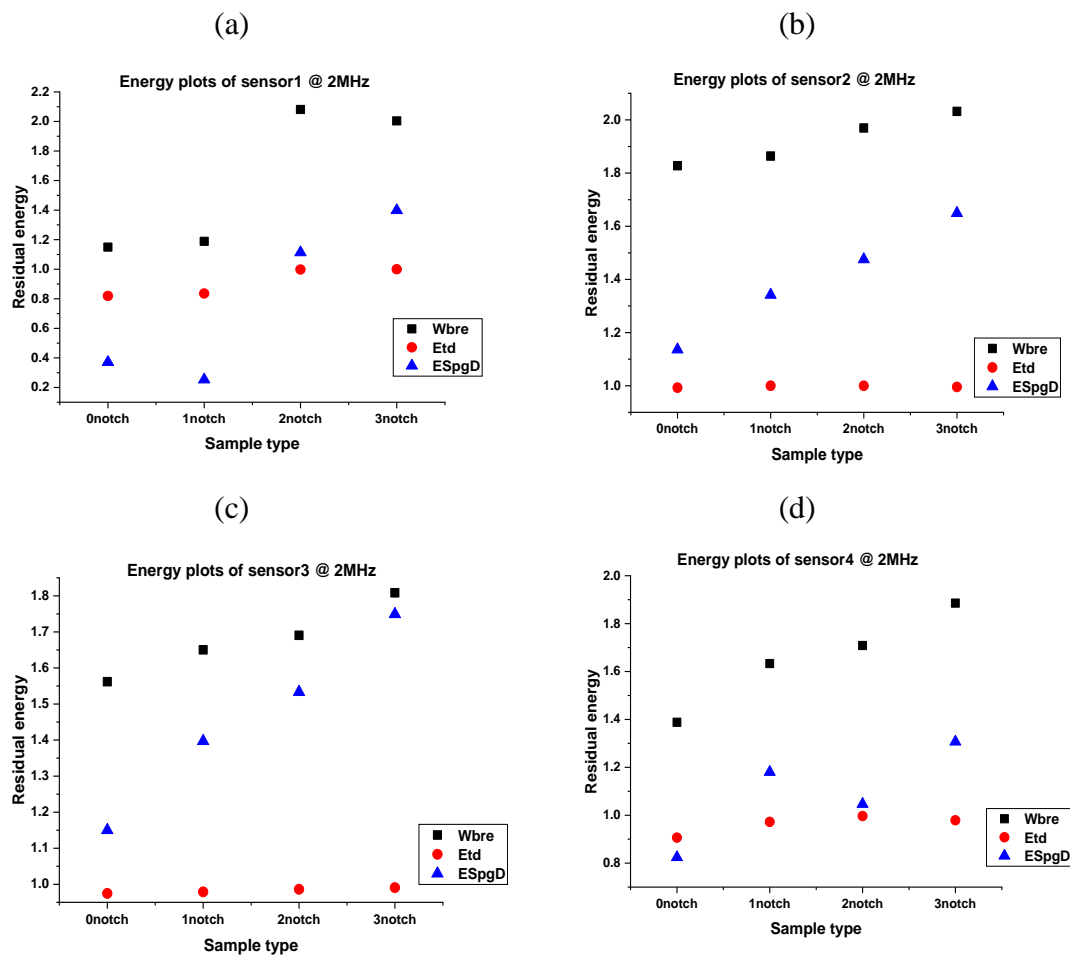 (a)
Energy plots of sensor1 @ 2MHz
Residual energy
2.2
2.0
1.8
1.6
1.4
1.2
1.0
0.8
0.6
0.4
0.2
Wbre
Etd
ESpgD
0notch 1notch 2notch 3notch
Sample type
(b)
Energy plots of sensor2 @ 2MHz
Residual energy
2.0
1.8
1.6
1.4
1.2
1.0
Wbre
Etd
ESpgD
0notch 1notch 2notch 3notch
Sample type
(c)
Energy plots of sensor3 @ 2MHz
Residual energy
1.8
1.7
1.6
1.5
1.4
1.3
1.2
1.1
1.0
Wbre
Etd
ESpgD
0notch 1notch 2notch 3notch
Sample type
(d)
Energy plots of sensor4 @ 2MHz
Residual energy
2.0
1.8
1.6
1.4
1.2
1.0
0.8
Wbre
Etd
ESpgD
0notch 1notch 2notch 3notch
Sample type